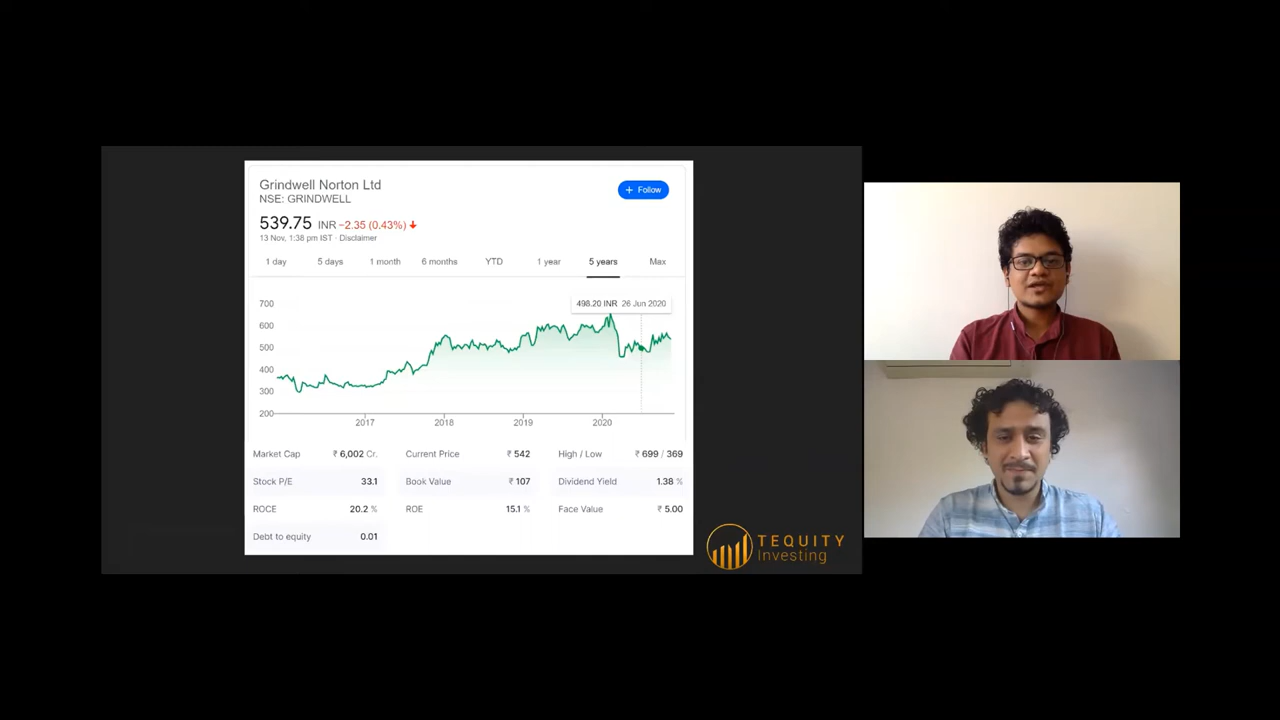 Grindwell Norton Ltd
NSE: GRINDWELL
+ Follow
539.75 INR −2.35 (0.43%)
13 Nov, 1:38 pm IST · Disclaimer
1 day 5 days 1 month 6 months YTD 1 year 5 years Max
498.20 INR 26 Jun 2020
700
600
500
400
300
200
2017 2018 2019 2020
Market Cap ₹ 6,002 Cr. Current Price ₹ 542 High / Low ₹ 699 / 369
Stock P/E 33.1 Book Value ₹ 107 Dividend Yield 1.38 %
ROCE 20.2 % ROE 15.1 % Face Value ₹ 5.00
Debt to equity 0.01
TEQUITY
Investing